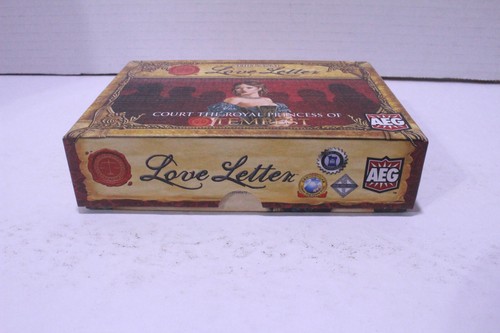 Love Letter
COURT THE ROYAL PRINCESS OF
TEMPEST
AEG
Love Letter
AEG